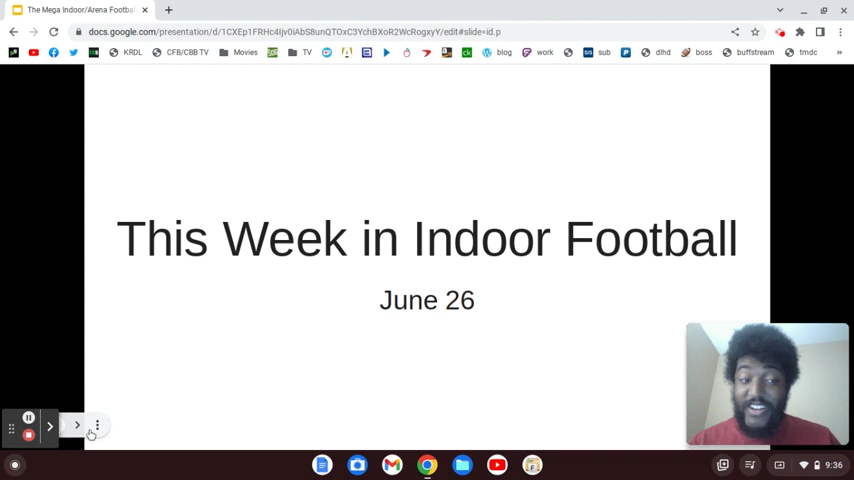 The Mega Indoor/Arena Footba
docs.google.com/presentation/d/1CXEp1FRHc4Ijv0iAbS8unQTOxC3YchBXoR2WcRogxyY/edit#slide=id.p
KRDL
CFB/CBB TV
Movies
TV
blog
work
sub
dlhd
boss
buffstream
tmdc
This Week in Indoor Football
June 26
9:36